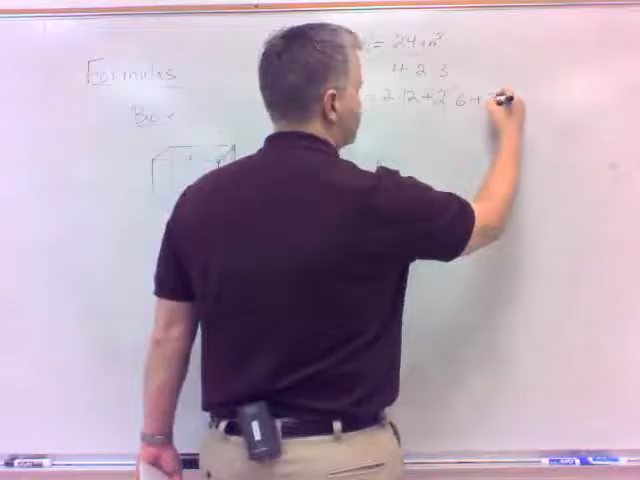 Formulas
= 24 in³
4 2 3
= 2 12 + 2 6 +
Box